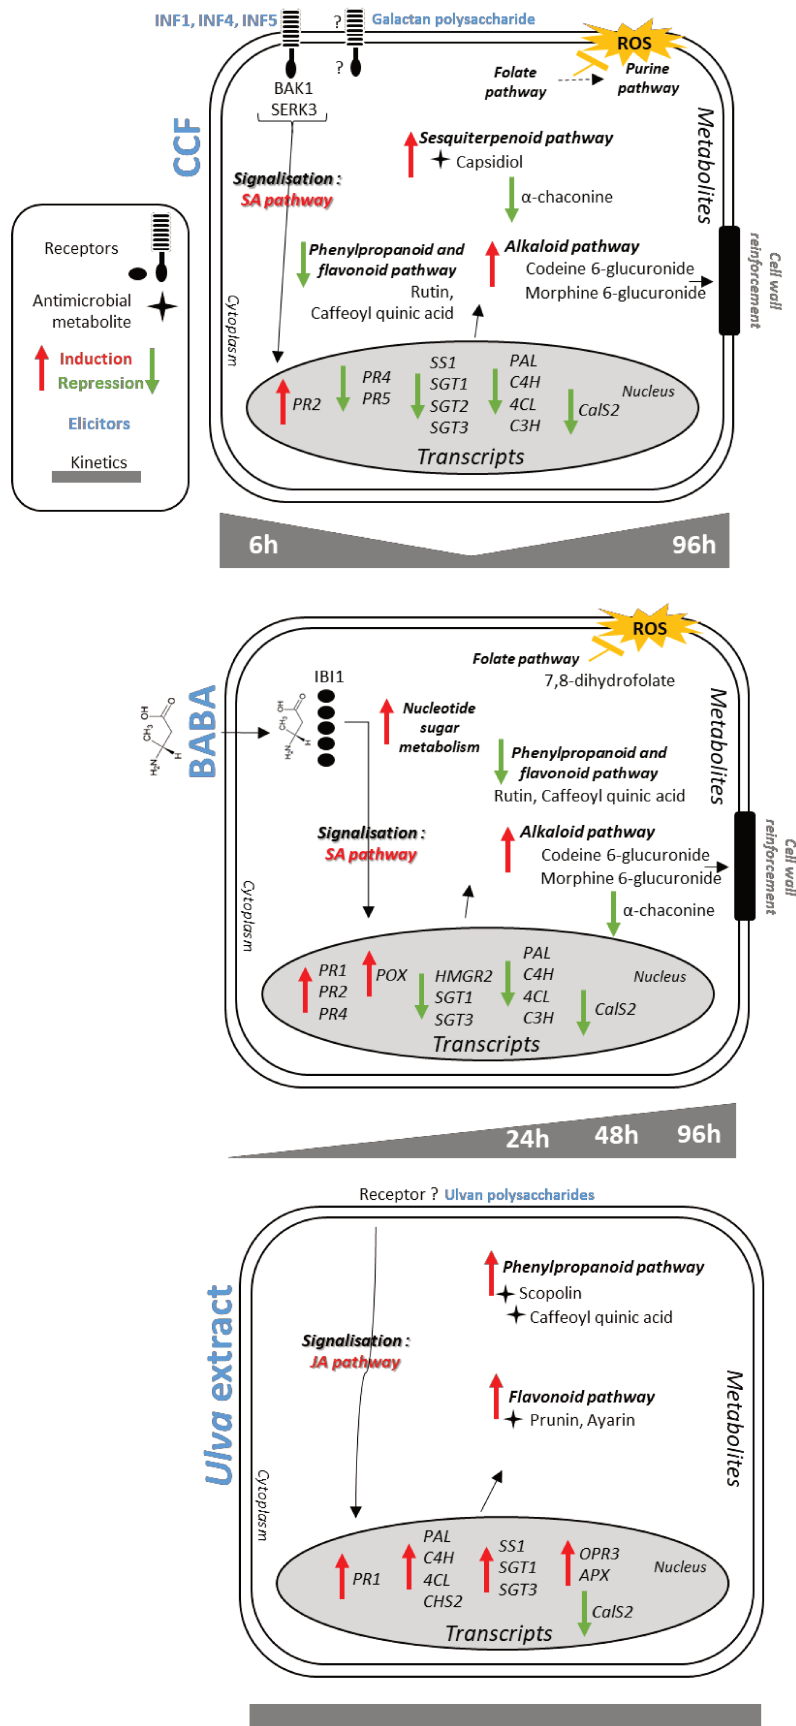 INF1, INF4, INF5
?
Galactan polysaccharide
?
ROS
BAK1
SERK3
Folate
pathway
Purine
pathway
CCF
Metabolites
Sesquiterpenoid pathway
Capsidiol
Signalisation :
SA pathway
α-chaconine
Phenylpropanoid and
flavonoid pathway
Rutin,
Caffeoyl quinic acid
Alkaloid pathway
Codeine 6-glucuronide
Morphine 6-glucuronide
Cell wall
reinforcement
Cytoplasm
PR2
PR4
PR5
SS1
SGT1
SGT2
SGT3
PAL
C4H
4CL
C3H
CalS2
Nucleus
Transcripts
Receptors
Antimicrobial
metabolite
Induction
Repression
Elicitors
Kinetics
6h
96h
ROS
Folate pathway
7,8-dihydrofolate
BABA
OH
O
CH3
H
H2N
OH
O
CH3
H
H2N
IBI1
Nucleotide
sugar
metabolism
Metabolites
Phenylpropanoid and
flavonoid pathway
Rutin, Caffeoyl quinic acid
Signalisation :
SA pathway
Alkaloid pathway
Codeine 6-glucuronide
Morphine 6-glucuronide
Cell wall
reinforcement
α-chaconine
Cytoplasm
PR1
PR2
PR4
POX
HMGR2
SGT1
SGT3
PAL
C4H
4CL
C3H
CalS2
Nucleus
Transcripts
24h
48h
96h
Receptor ? Ulvan polysaccharides
Ulva extract
Phenylpropanoid pathway
Scopolin
Caffeoyl quinic acid
Signalisation :
JA pathway
Flavonoid pathway
Prunin, Ayarin
Metabolites
Cytoplasm
PR1
PAL
C4H
4CL
CHS2
SS1
SGT1
SGT3
OPR3
APX
CalS2
Nucleus
Transcripts